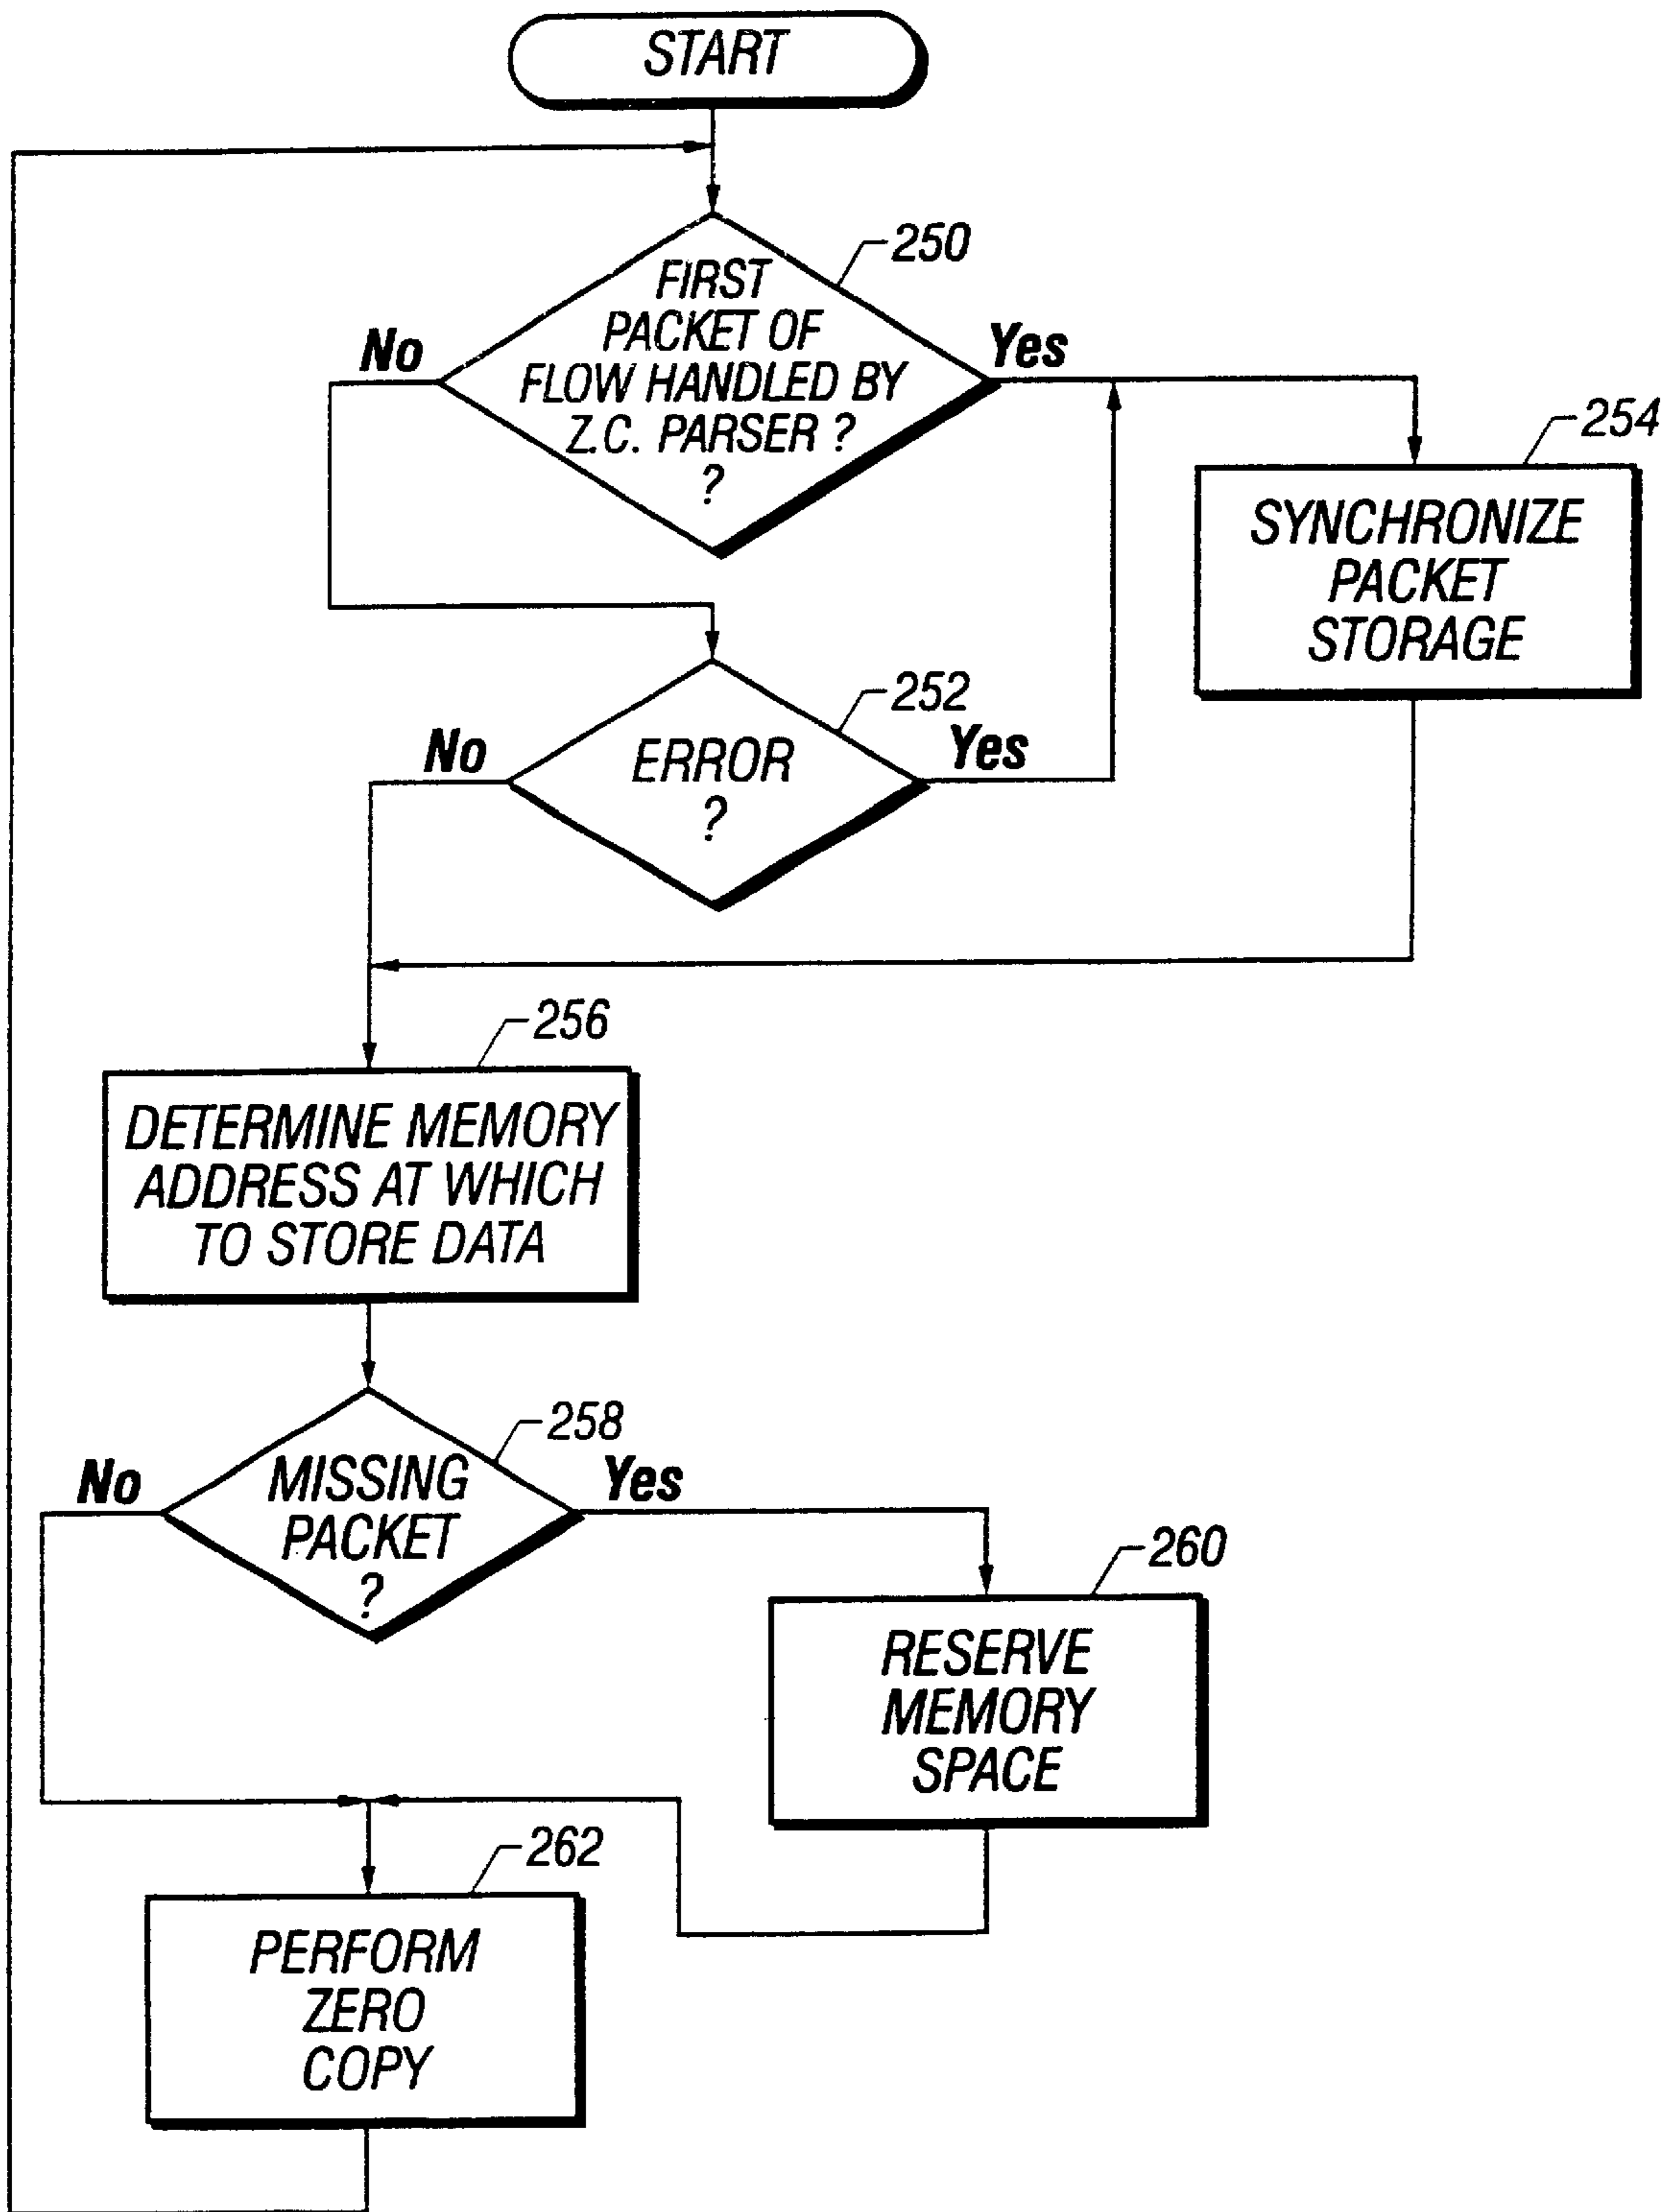 START
250
FIRST
PACKET OF
FLOW HANDLED BY
Z.C. PARSER ?
?
No
Yes
254
SYNCHRONIZE
PACKET
STORAGE
252
ERROR
?
No
Yes
256
DETERMINE MEMORY
ADDRESS AT WHICH
TO STORE DATA
258
MISSING
PACKET
?
No
Yes
260
RESERVE
MEMORY
SPACE
262
PERFORM
ZERO
COPY